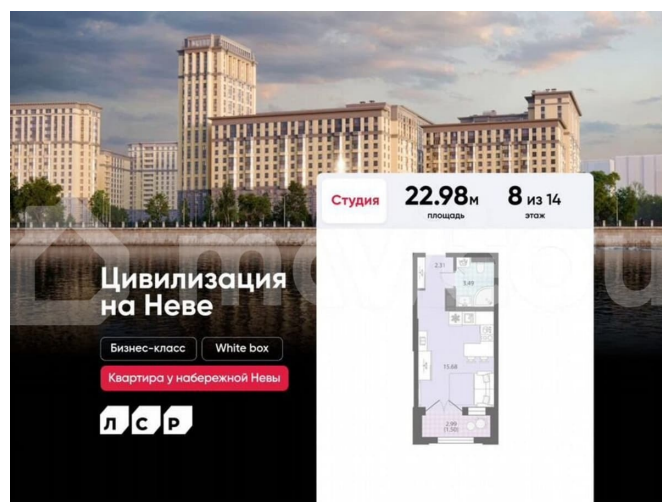 Студия
22.98м
площадь
8 из 14
этаж
Цивилизация
на Неве
Бизнес-класс
White box
Квартира у набережной Невы
ЛСР
2.31
3.49
15.68
2.99
(1.50)